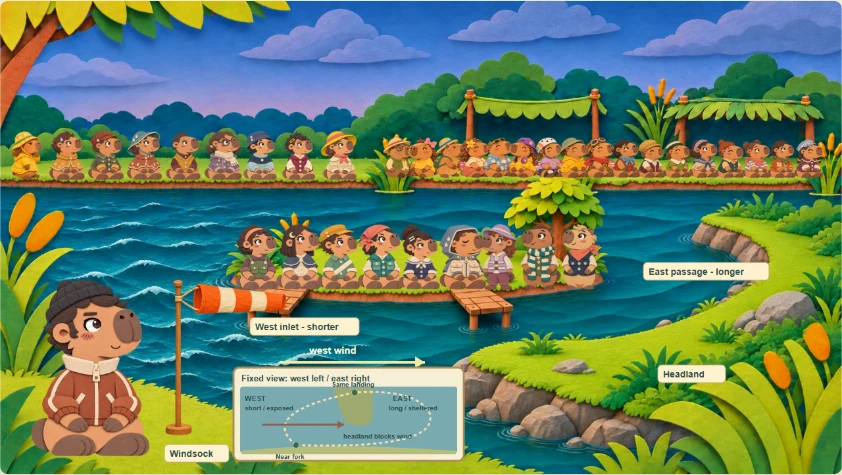 East passage - longer
West inlet - shorter
west wind
Headland
Fixed view: west left / east right
Same landing
WEST
EAST
short / exposed
long / sheltered
headland blocks wind
Near fork
Windsock